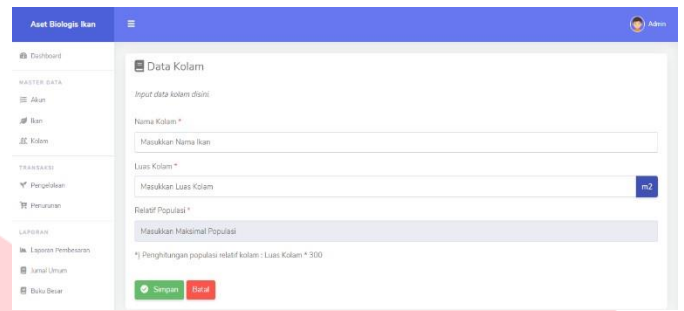 Aset Biologis Ikan
Admin
Dashboard
MASTER DATA
Akun
Ikan
Kolam
TRANSAKSI
Pengelolaan
Penurunan
LAPORAN
Laporan Pembesaran
Jurnal Umum
Buku Besar
Data Kolam
Input data kolam disini.
Nama Kolam *
Masukkan Nama Ikan
Luas Kolam *
Masukkan Luas Kolam
m2
Relatif Populasi *
Masukkan Maksimal Populasi
*) Penghitungan populasi relatif kolam : Luas Kolam * 300
Simpan
Batal